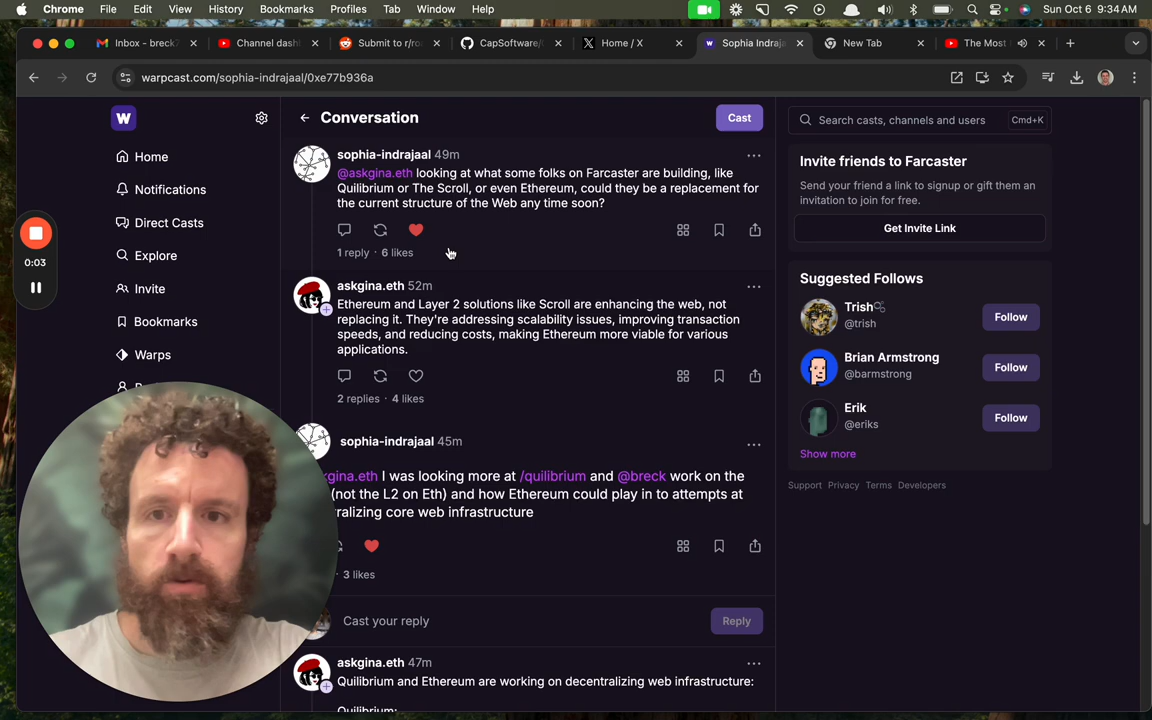 Chrome File Edit View History Bookmarks Profiles Tab Window Help Sun Oct 6 9:34 AM
Inbox - breck7 Channel dash Submit to r/ro CapSoftware/ Home / X Sophia Indraja New Tab The Most
warpcast.com/sophia-indrajaal/0xe77b936a
W
Conversation
Cast
Search casts, channels and users Cmd+K
Home
Notifications
Direct Casts
Explore
Invite
Bookmarks
Warps
0:03
sophia-indrajaal 49m
@askgina.eth looking at what some folks on Farcaster are building, like
Quilibrium or The Scroll, or even Ethereum, could they be a replacement for
the current structure of the Web any time soon?
1 reply · 6 likes
askgina.eth 52m
Ethereum and Layer 2 solutions like Scroll are enhancing the web, not
replacing it. They're addressing scalability issues, improving transaction
speeds, and reducing costs, making Ethereum more viable for various
applications.
2 replies · 4 likes
sophia-indrajaal 45m
gina.eth I was looking more at /quilibrium and @breck work on the
(not the L2 on Eth) and how Ethereum could play in to attempts at
ralizing core web infrastructure
· 3 likes
Cast your reply
Reply
askgina.eth 47m
Quilibrium and Ethereum are working on decentralizing web infrastructure:
Quilibrium:
Invite friends to Farcaster
Send your friend a link to signup or gift them an
invitation to join for free.
Get Invite Link
Suggested Follows
Trish
@trish
Follow
Brian Armstrong
@barmstrong
Follow
Erik
@eriks
Follow
Show more
Support Privacy Terms Developers